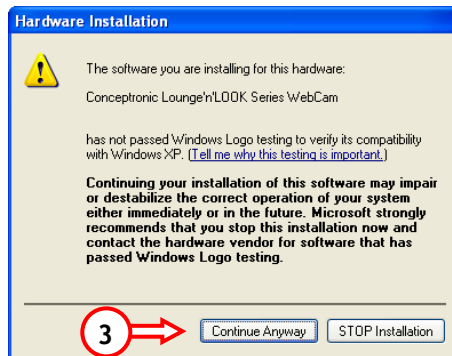 Hardware Installation
The software you are installing for this hardware:
Conceptronic Lounge'n'LOOK Series WebCam
has not passed Windows Logo testing to verify its compatibility
with Windows XP. (Tell me why this testing is important.)
Continuing your installation of this software may impair
or destabilize the correct operation of your system
either immediately or in the future. Microsoft strongly
recommends that you stop this installation now and
contact the hardware vendor for software that has
passed Windows Logo testing.
3 Continue Anyway STOP Installation